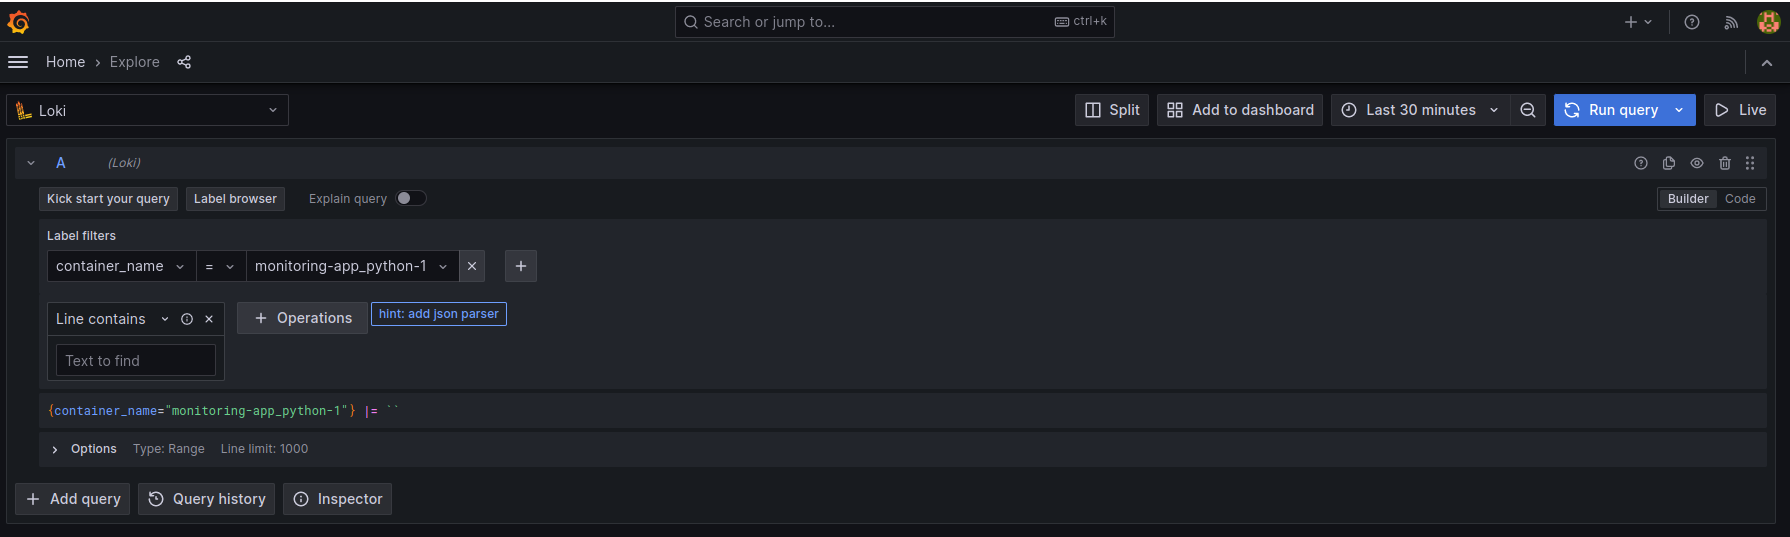 Search or jump to... ctrl+k
Home › Explore
Loki Split Add to dashboard Last 30 minutes Run query Live
A (Loki)
Kick start your query Label browser Explain query Builder Code
Label filters
container_name = monitoring-app_python-1
Line contains Operations hint: add json parser
Text to find
{container_name="monitoring-app_python-1"} |= ``
Options Type: Range Line limit: 1000
Add query Query history Inspector